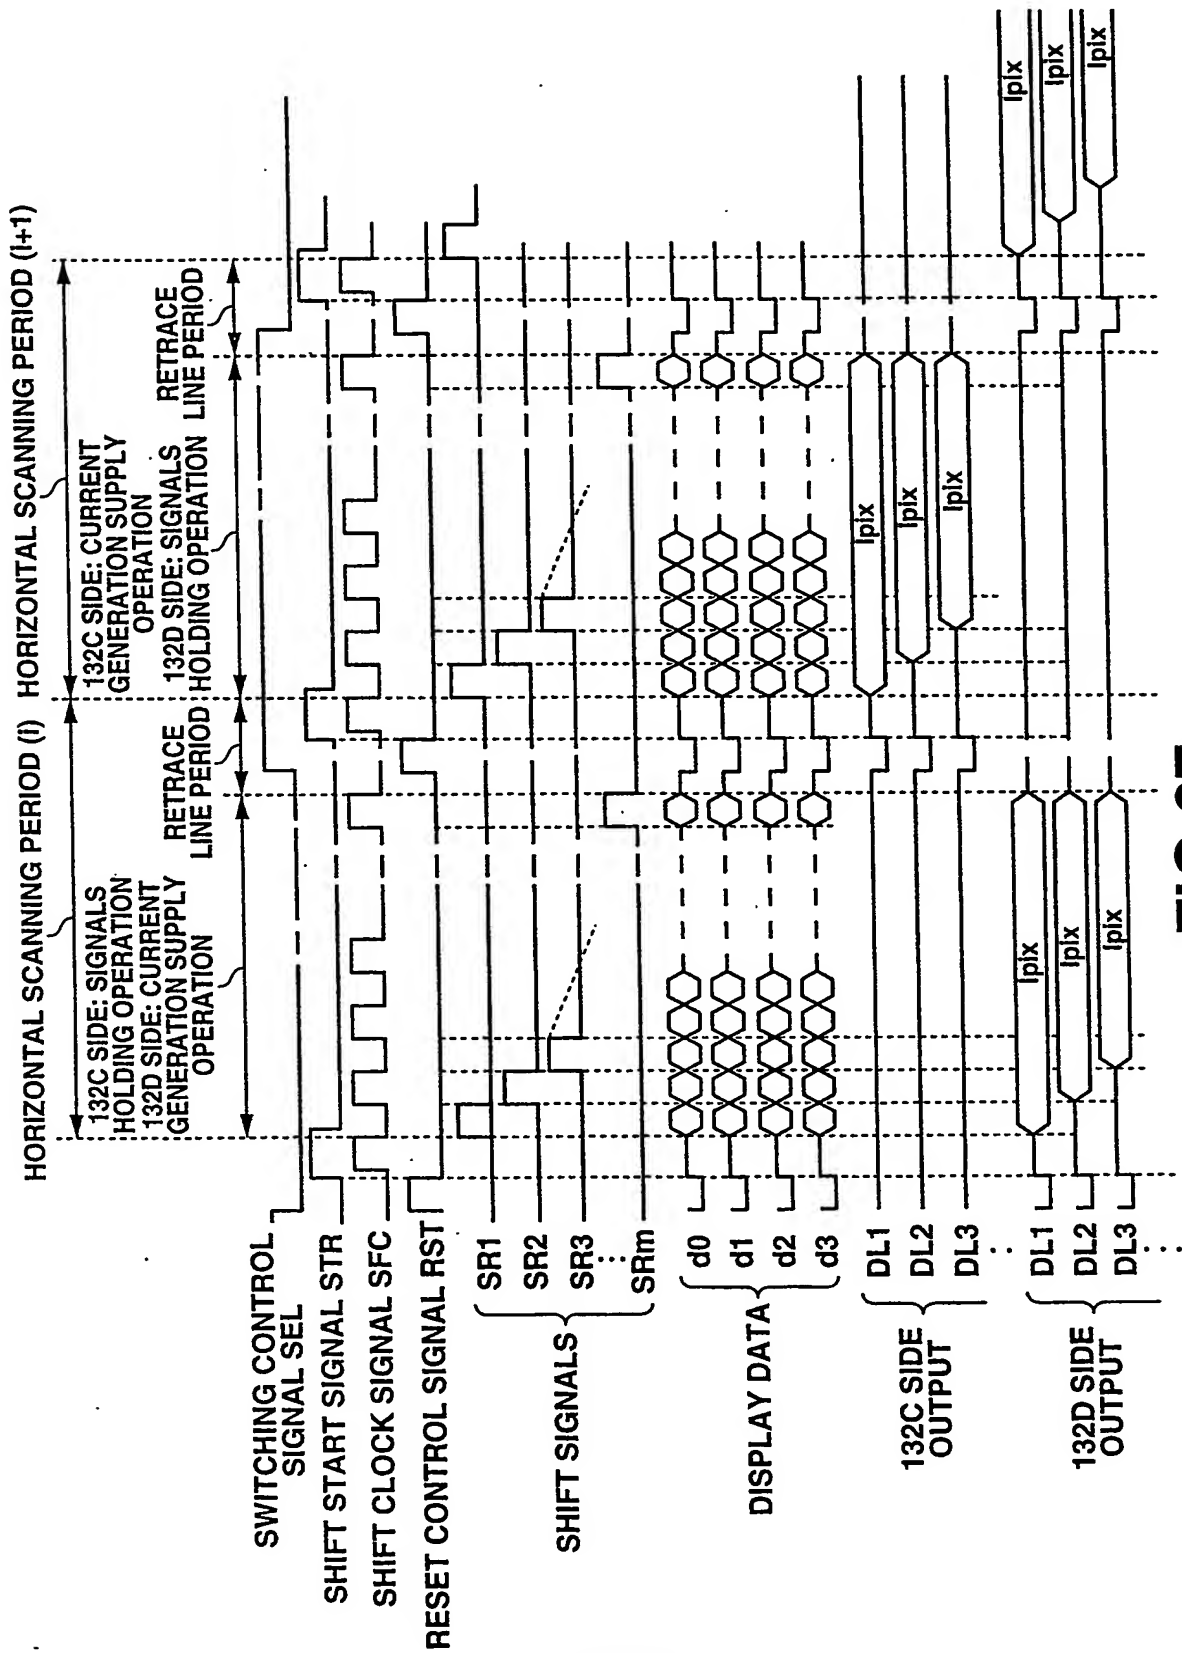 HORIZONTAL SCANNING PERIOD (i) HORIZONTAL SCANNING PERIOD (i+1)
132C SIDE: SIGNALS
HOLDING OPERATION
132D SIDE: CURRENT
GENERATION SUPPLY
OPERATION
RETRACE
LINE PERIOD
132C SIDE: CURRENT
GENERATION SUPPLY
OPERATION
132D SIDE: SIGNALS
HOLDING OPERATION
RETRACE
LINE PERIOD
SWITCHING CONTROL
SIGNAL SEL
SHIFT START SIGNAL STR
SHIFT CLOCK SIGNAL SFC
RESET CONTROL SIGNAL RST
SHIFT SIGNALS
SR1
SR2
SR3
SRm
DISPLAY DATA
d0
d1
d2
d3
132C SIDE
OUTPUT
DL1
Ipix
DL2
Ipix
DL3
Ipix
132D SIDE
OUTPUT
DL1
Ipix
Ipix
DL2
Ipix
Ipix
DL3
Ipix
Ipix